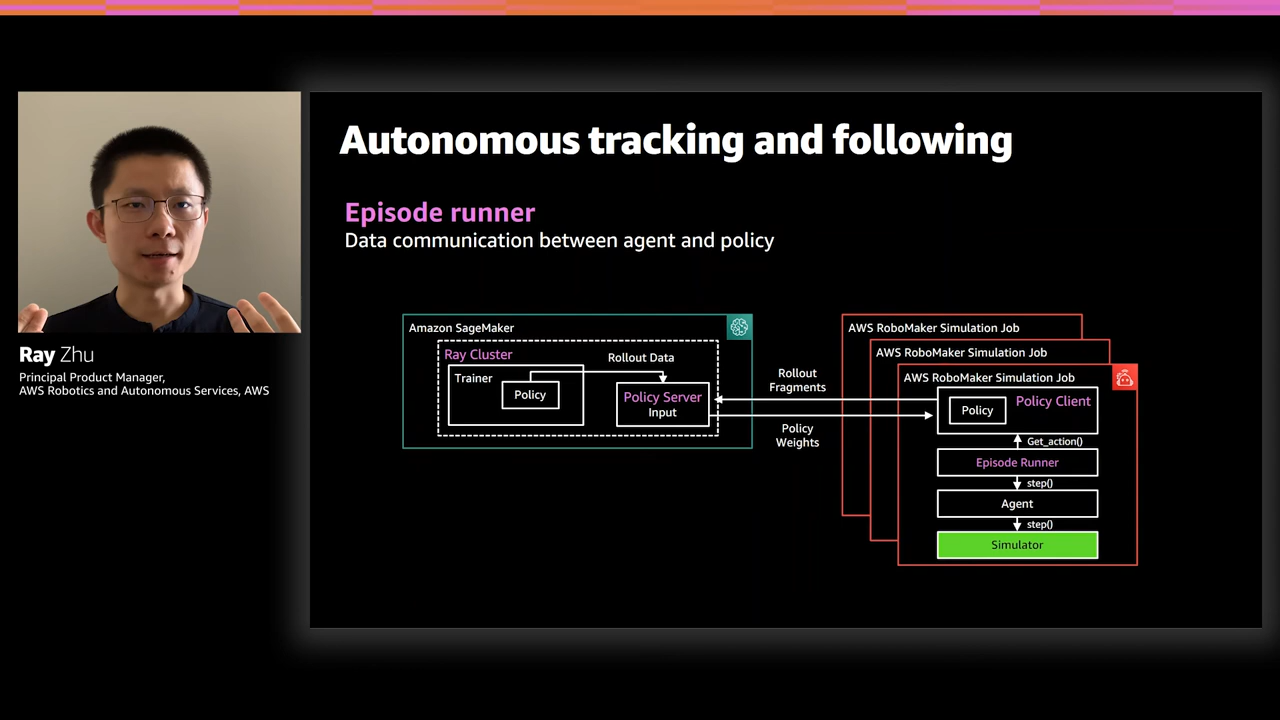 Autonomous tracking and following
Episode runner
Data communication between agent and policy
Ray Zhu
Principal Product Manager,
AWS Robotics and Autonomous Services, AWS
Amazon SageMaker
Ray Cluster
Trainer
Policy
Rollout Data
Policy Server
Input
Rollout
Fragments
Policy
Weights
AWS RoboMaker Simulation Job
AWS RoboMaker Simulation Job
AWS RoboMaker Simulation Job
Policy
Policy Client
Get_action()
Episode Runner
step()
Agent
step()
Simulator